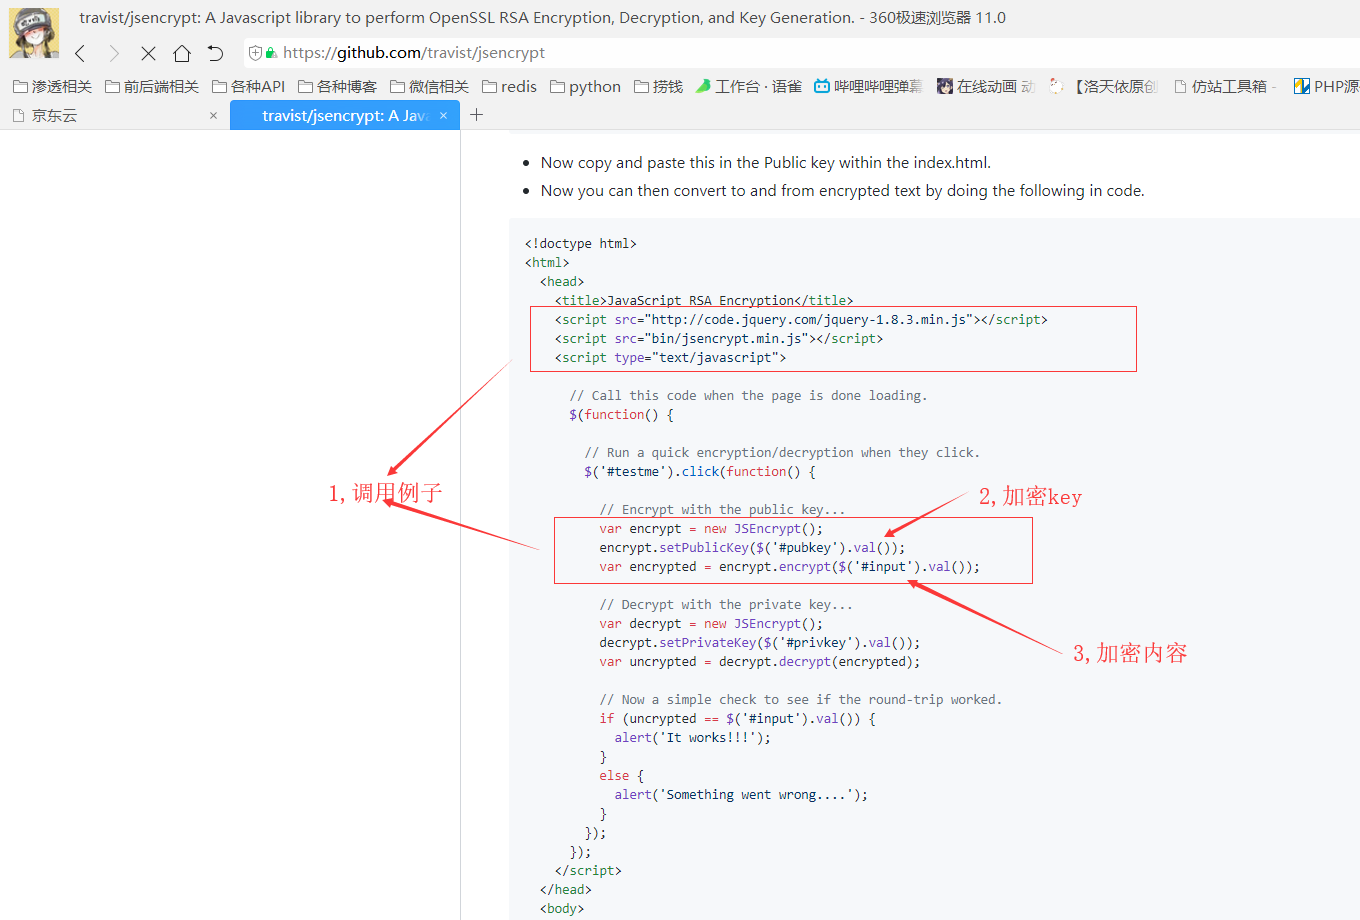 travist/jsencrypt: A Javascript library to perform OpenSSL RSA Encryption, Decryption, and Key Generation. - 360极速浏览器 11.0
https://github.com/travist/jsencrypt
渗透相关 前后端相关 各种API 各种博客 微信相关 redis python 捞钱 工作台 · 语雀 哔哩哔哩弹幕 在线动画 动 【洛天依原创 仿站工具箱 - PHP源
京东云 × travist/jsencrypt: A Java ×
Now copy and paste this in the Public key within the index.html.
Now you can then convert to and from encrypted text by doing the following in code.
<!doctype html>
<html>
<head>
<title>JavaScript RSA Encryption</title>
<script src="http://code.jquery.com/jquery-1.8.3.min.js"></script>
<script src="bin/jsencrypt.min.js"></script>
<script type="text/javascript">
// Call this code when the page is done loading.
$(function() {
// Run a quick encryption/decryption when they click.
$('#testme').click(function() {
1,调用例子
2,加密key
// Encrypt with the public key...
var encrypt = new JSEncrypt();
encrypt.setPublicKey($('#pubkey').val());
var encrypted = encrypt.encrypt($('#input').val());
// Decrypt with the private key...
var decrypt = new JSEncrypt();
decrypt.setPrivateKey($('#privkey').val());
3,加密内容
var uncrypted = decrypt.decrypt(encrypted);
// Now a simple check to see if the round-trip worked.
if (uncrypted == $('#input').val()) {
alert('It works!!!');
}
else {
alert('Something went wrong....');
}
});
});
</script>
</head>
<body>